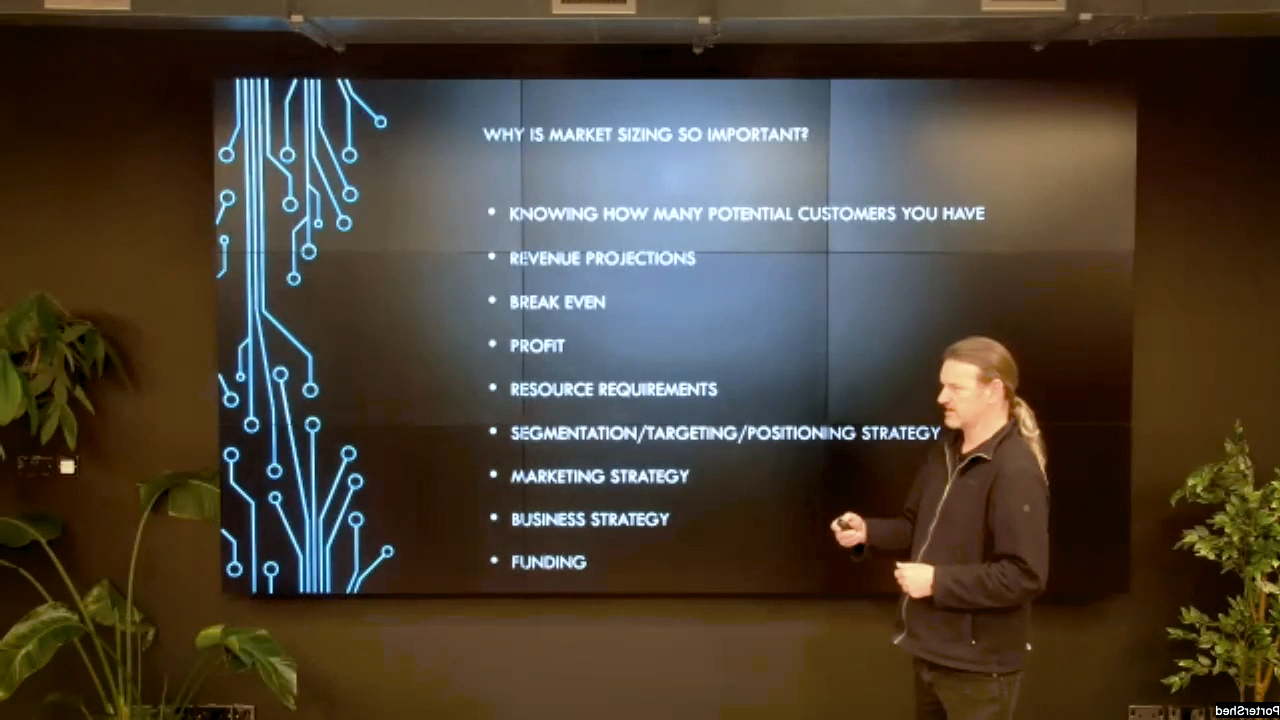 WHY IS MARKET SIZING SO IMPORTANT?
• KNOWING HOW MANY POTENTIAL CUSTOMERS YOU HAVE
• REVENUE PROJECTIONS
• BREAK EVEN
• PROFIT
• RESOURCE REQUIREMENTS
• SEGMENTATION/TARGETING/POSITIONING STRATEGY
• MARKETING STRATEGY
• BUSINESS STRATEGY
• FUNDING
PorterShed